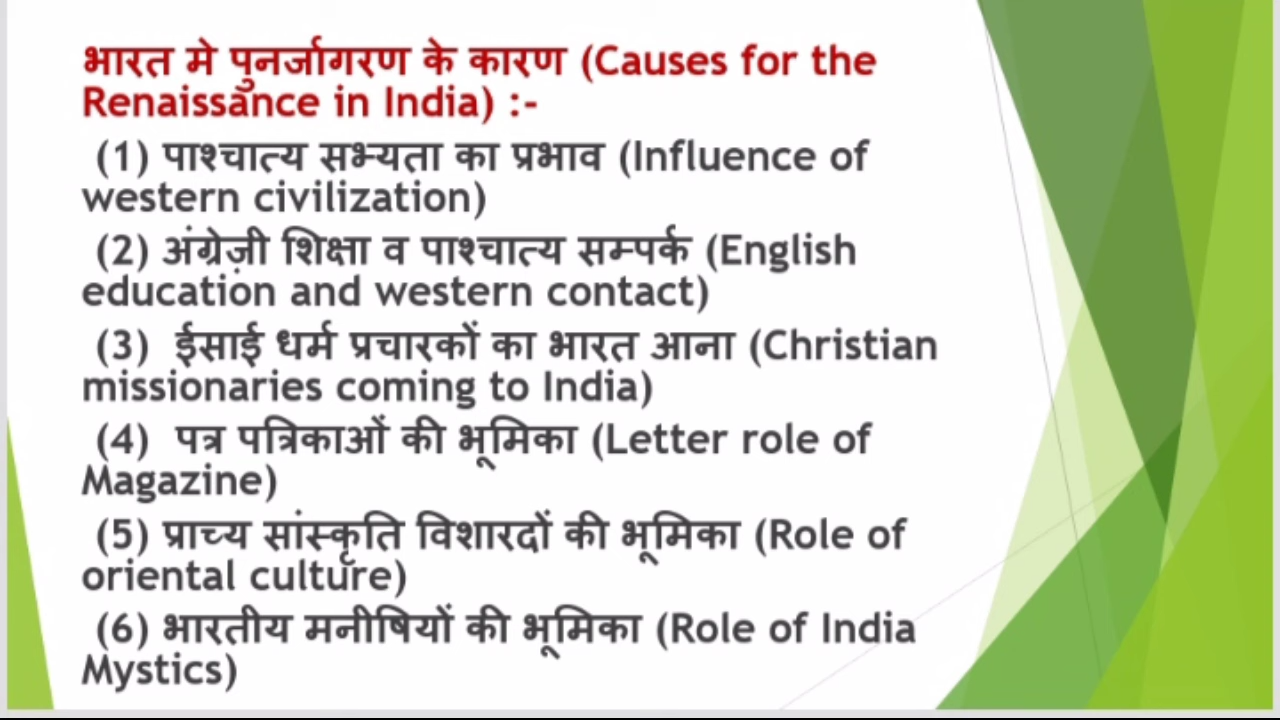 भारत मे पुनर्जागरण के कारण (Causes for the
Renaissance in India) :-
(1) पाश्चात्य सभ्यता का प्रभाव (Influence of
western civilization)
(2) अंग्रेज़ी शिक्षा व पाश्चात्य सम्पर्क (English
education and western contact)
(3) ईसाई धर्म प्रचारकों का भारत आना (Christian
missionaries coming to India)
(4) पत्र पत्रिकाओं की भूमिका (Letter role of
Magazine)
(5) प्राच्य सांस्कृति विशारदों की भूमिका (Role of
oriental culture)
(6) भारतीय मनीषियों की भूमिका (Role of India
Mystics)